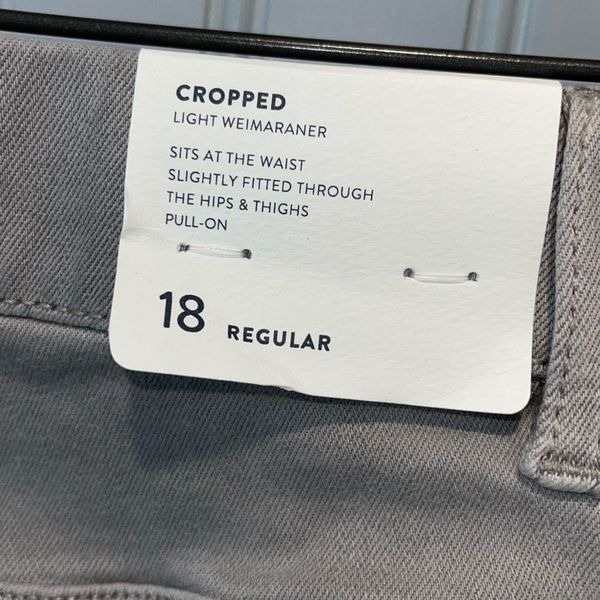 CROPPED
LIGHT WEIMARANER
SITS AT THE WAIST
SLIGHTLY FITTED THROUGH
THE HIPS & THIGHS
PULL-ON
18 REGULAR